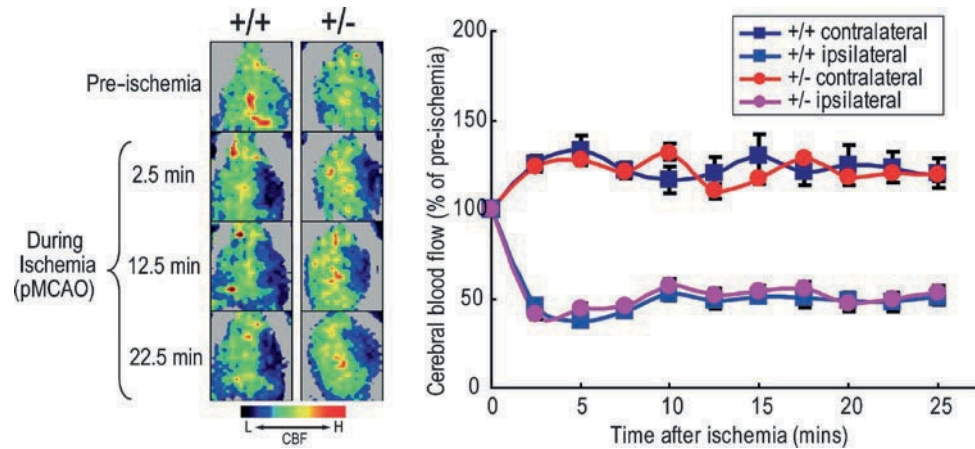 +/+ +/-
Pre-ischemia
During
Ischemia
(pMCAO)
2.5 min
12.5 min
22.5 min
L H
CBF
Cerebral blood flow (% of pre-ischemia)
200
150
100
50
0
0 5 10 15 20 25
Time after ischemia (mins)
+/+ contralateral
+/+ ipsilateral
+/- contralateral
+/- ipsilateral